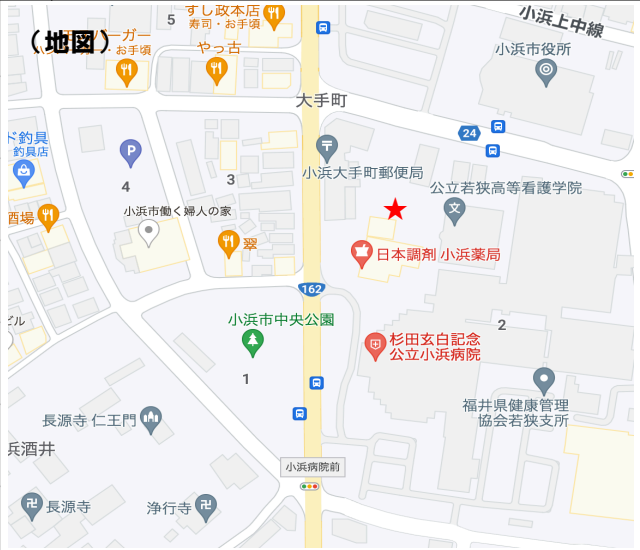 すし政本店
寿司・お手頃
5
小浜上中線
(地図)
バーガー
お手頃
やっ古
小浜市役所
大手町
24
ド釣具
釣具店
P
小浜大手町郵便局
4
3
公立若狭高等看護学院
小浜市働く婦人の家
文
酒場
翠
日本調剤 小浜薬局
162
小浜市中央公園
ビル
杉田玄白記念
公立小浜病院
2
1
福井県健康管理
協会若狭支所
長源寺 仁王門
浜酒井
小浜病院前
長源寺
浄行寺